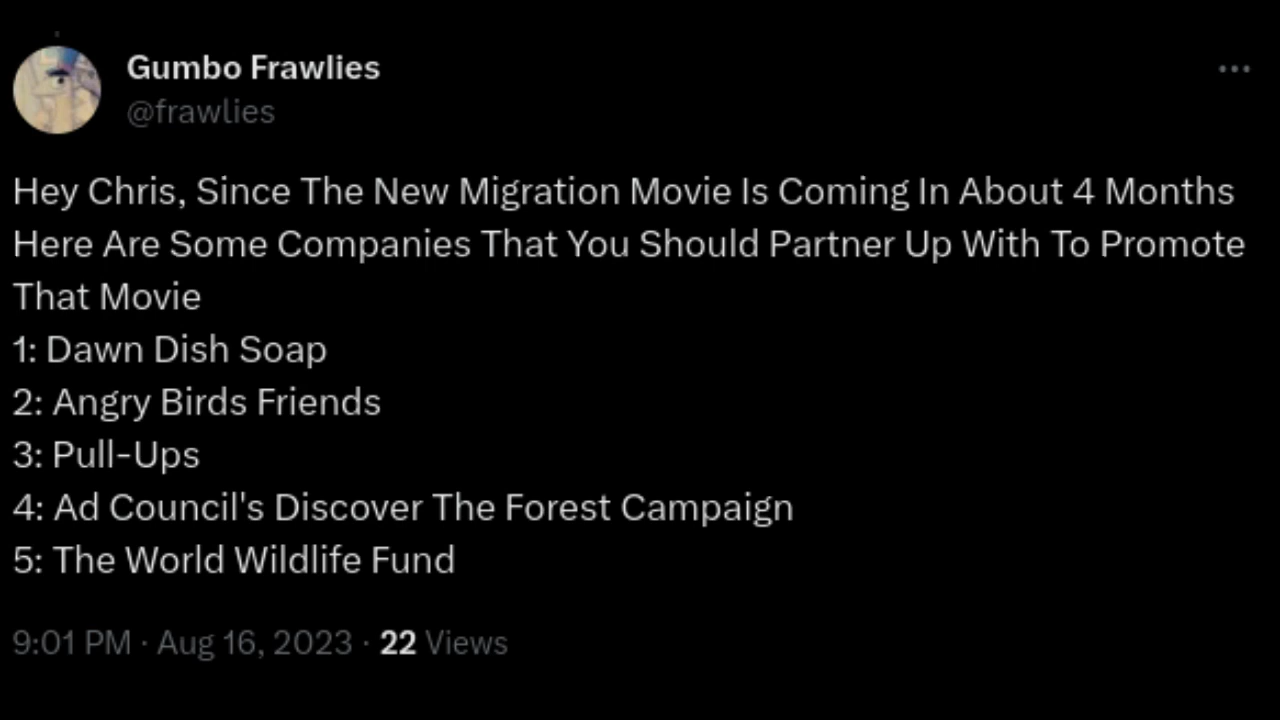 Gumbo Frawlies
@frawlies
Hey Chris, Since The New Migration Movie Is Coming In About 4 Months
Here Are Some Companies That You Should Partner Up With To Promote
That Movie
1: Dawn Dish Soap
2: Angry Birds Friends
3: Pull-Ups
4: Ad Council's Discover The Forest Campaign
5: The World Wildlife Fund
9:01 PM · Aug 16, 2023 · 22 Views